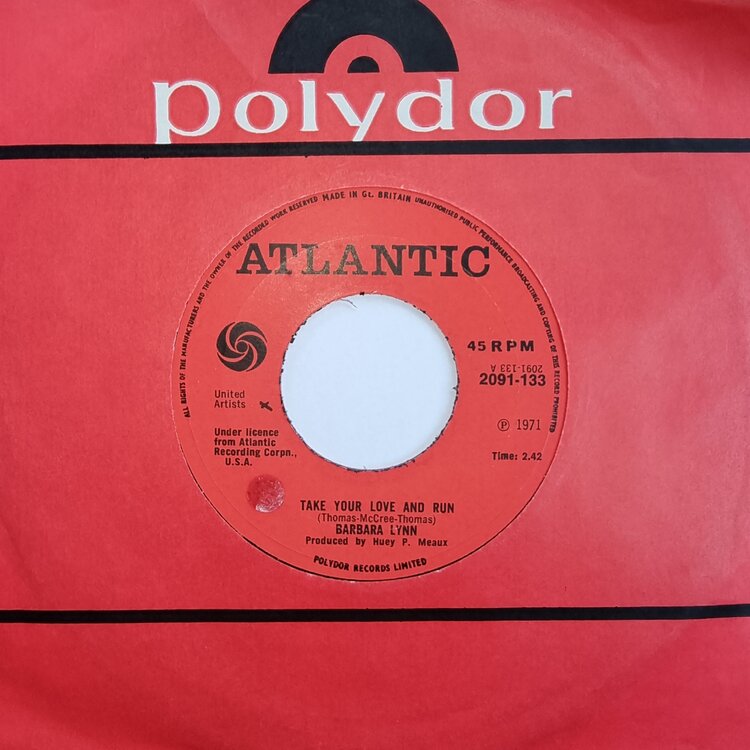 polydor
ALL RIGHTS OF THE MANUFACTURERS AND THE OWNER OF THE RECORDED WORK RESERVED MADE IN Gt. BRITAIN UNAUTHORISED PUBLIC PERFORMANCE BROADCASTING AND COPYING OF THIS RECORD PROHIBITED
ATLANTIC
45 RPM
2091-133 A
2091-133
United
Artists
℗ 1971
Under licence
from Atlantic
Recording Corpn.,
U.S.A.
Time: 2.42
TAKE YOUR LOVE AND RUN
(Thomas-McCree-Thomas)
BARBARA LYNN
Produced by Huey P. Meaux
POLYDOR RECORDS LIMITED